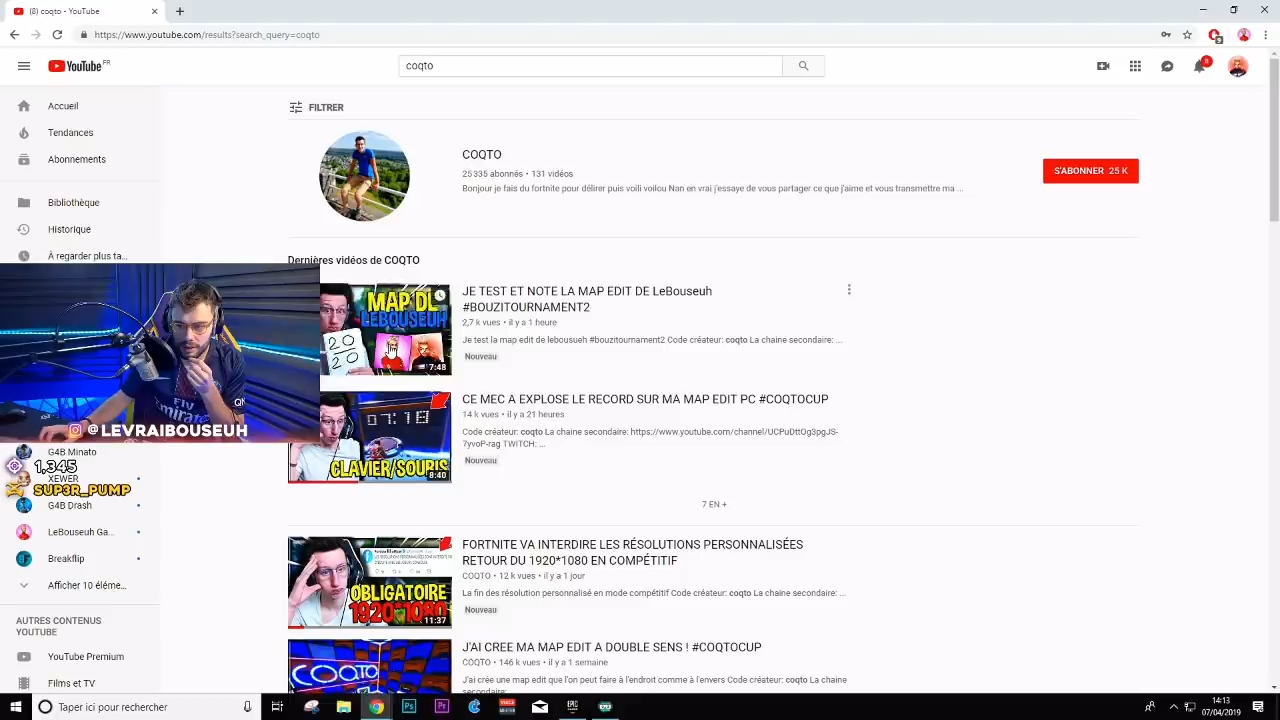 (8) coqto - YouTube
https://www.youtube.com/results?search_query=coqto
YouTube FR
coqto
8
Accueil
Tendances
Abonnements
Bibliothèque
Historique
À regarder plus ta...
FILTRER
COQTO
25 335 abonnés • 131 vidéos
Bonjour je fais du fortnite pour délirer puis voili voilou Nan en vrai j'essaye de vous partager ce que j'aime et vous transmettre ma ...
S'ABONNER 25 K
Dernières vidéos de COQTO
MAP DL
LEBOUSEUH
7:48
JE TEST ET NOTE LA MAP EDIT DE LeBouseuh
#BOUZITOURNAMENT2
2,7 k vues • il y a 1 heure
Je test la map edit de lebousueh #bouzitournament2 Code créateur: coqto La chaine secondaire: ...
Nouveau
CLAVIER/SOURIS
8:40
CE MEC A EXPLOSE LE RECORD SUR MA MAP EDIT PC #COQTOCUP
14 k vues • il y a 21 heures
Code créateur: coqto La chaine secondaire: https://www.youtube.com/channel/UCPuDttOg3pgJS-
7yvoP-rag TWITCH: ...
Nouveau
7 EN +
Fly
Emirates
@LEVRAIBOUSEUH
1,345
SUP3R_PUMP
G4B Minato
XEWER
G4B Drash
LeBouseuh Ga...
Breakflip
Afficher 10 éléme...
AUTRES CONTENUS
YOUTUBE
YouTube Premium
Films et TV
OBLIGATOIRE
1920*1080
11:37
FORTNITE VA INTERDIRE LES RÉSOLUTIONS PERSONNALISÉES
RETOUR DU 1920*1080 EN COMPÉTITIF
COQTO • 12 k vues • il y a 1 jour
La fin des résolution personnalisé en mode compétitif Code créateur: coqto La chaine secondaire: ...
Nouveau
COQTO
J'AI CREE MA MAP EDIT A DOUBLE SENS ! #COQTOCUP
COQTO • 146 k vues • il y a 1 semaine
J'ai crée une map edit que l'on peut faire à l'endroit comme à l'envers Code créateur: coqto La chaine
secondaire:
Taper ici pour rechercher
Ps
Pr
EPIC
14:13
07/04/2019